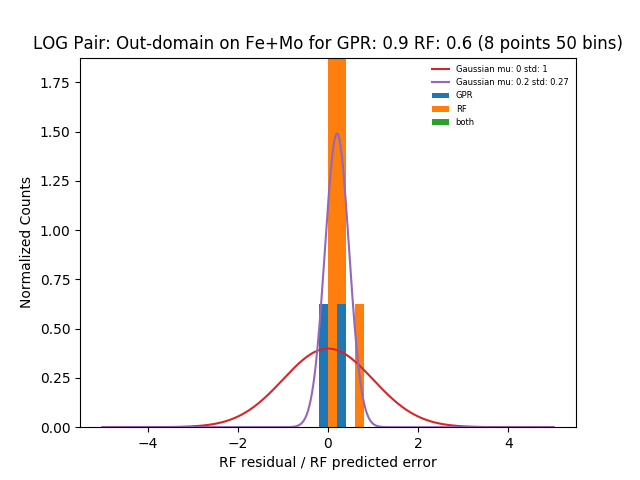 LOG Pair: Out-domain on Fe+Mo for GPR: 0.9 RF: 0.6 (8 points 50 bins)
Gaussian mu: 0 std: 1
Gaussian mu: 0.2 std: 0.27
GPR
RF
both
Normalized Counts
1.75
1.50
1.25
1.00
0.75
0.50
0.25
0.00
−4
−2
0
2
4
RF residual / RF predicted error